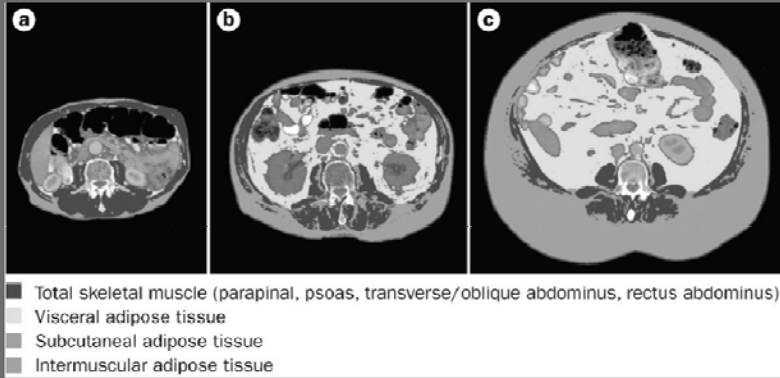 a b c
Total skeletal muscle (parapinal, psoas, transverse/oblique abdominus, rectus abdominus)
Visceral adipose tissue
Subcutaneal adipose tissue
Intermuscular adipose tissue